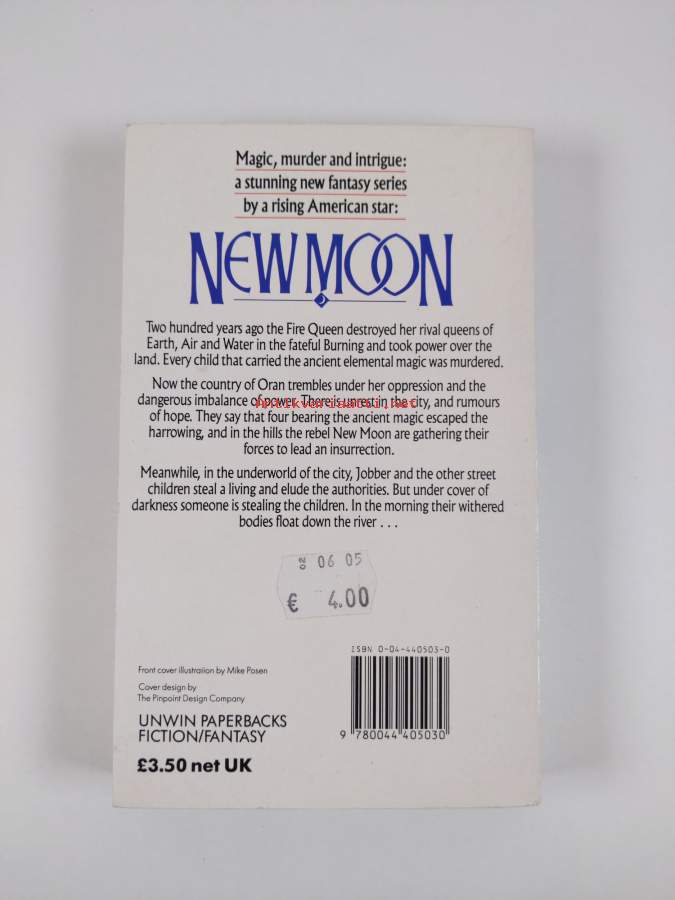 Magic, murder and intrigue:
a stunning new fantasy series
by a rising American star:
NEW MOON
Two hundred years ago the Fire Queen destroyed her rival queens of
Earth, Air and Water in the fateful Burning and took power over the
land. Every child that carried the ancient elemental magic was murdered.
Now the country of Oran trembles under her oppression and the
dangerous imbalance of power. There is unrest in the city, and rumours
antikvariaatti.net
of hope. They say that four bearing the ancient magic escaped the
harrowing, and in the hills the rebel New Moon are gathering their
forces to lead an insurrection.
Meanwhile, in the underworld of the city, Jobber and the other street
children steal a living and elude the authorities. But under cover of
darkness someone is stealing the children. In the morning their withered
bodies float down the river . . .
02 06 05
€ 4.00
ISBN 0-04-440503-0
Front cover illustration by Mike Posen
Cover design by
The Pinpoint Design Company
UNWIN PAPERBACKS
FICTION/FANTASY
9 780044 405030
£3.50 net UK